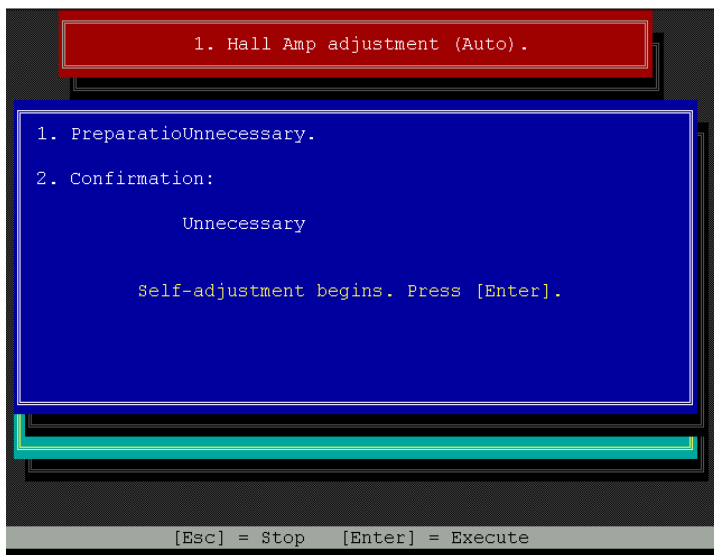 1. Hall Amp adjustment (Auto).
1. PreparatioUnnecessary.
2. Confirmation:
Unnecessary
Self-adjustment begins. Press [Enter].
[Esc] = Stop [Enter] = Execute